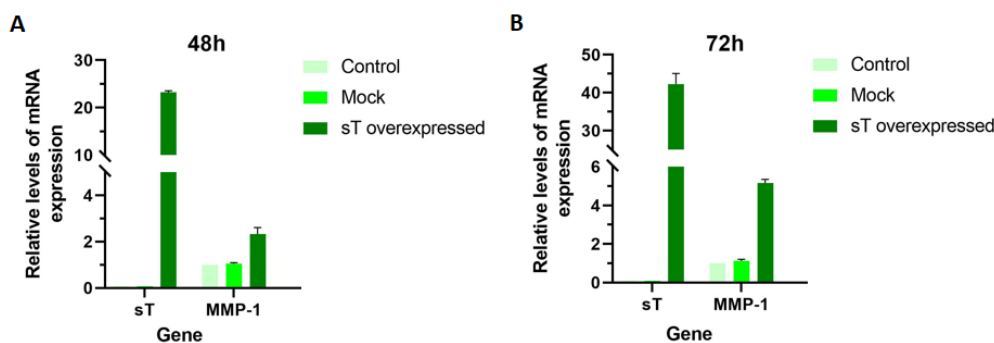 A
48h
Relative levels of mRNA
expression
30
20
10
4
2
0
sT
MMP-1
Gene
Control
Mock
sT overexpressed
B
72h
Relative levels of mRNA
expression
50
40
30
6
4
2
0
sT
MMP-1
Gene
Control
Mock
sT overexpressed